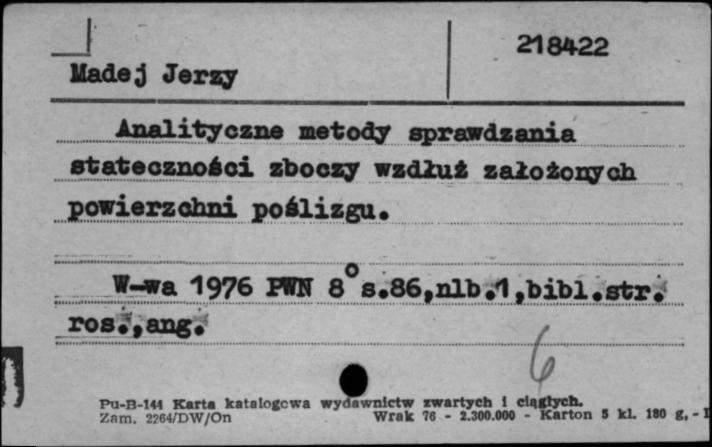 218422
Madej Jerzy
Analityczne metody sprawdzania
stateczności zboczy wzdłuż założonych
powierzchni poślizgu.
W-wa 1976 PWN 8° s.86,nlb.1,bibl.str.
ros.,ang.
6
Pu-B-144 Karta katalogowa wydawnictw zwartych i ciągłych.
Zam. 2264/DW/On Wrak 76 - 2.300.000 - Karton 5 kl. 180 g, -